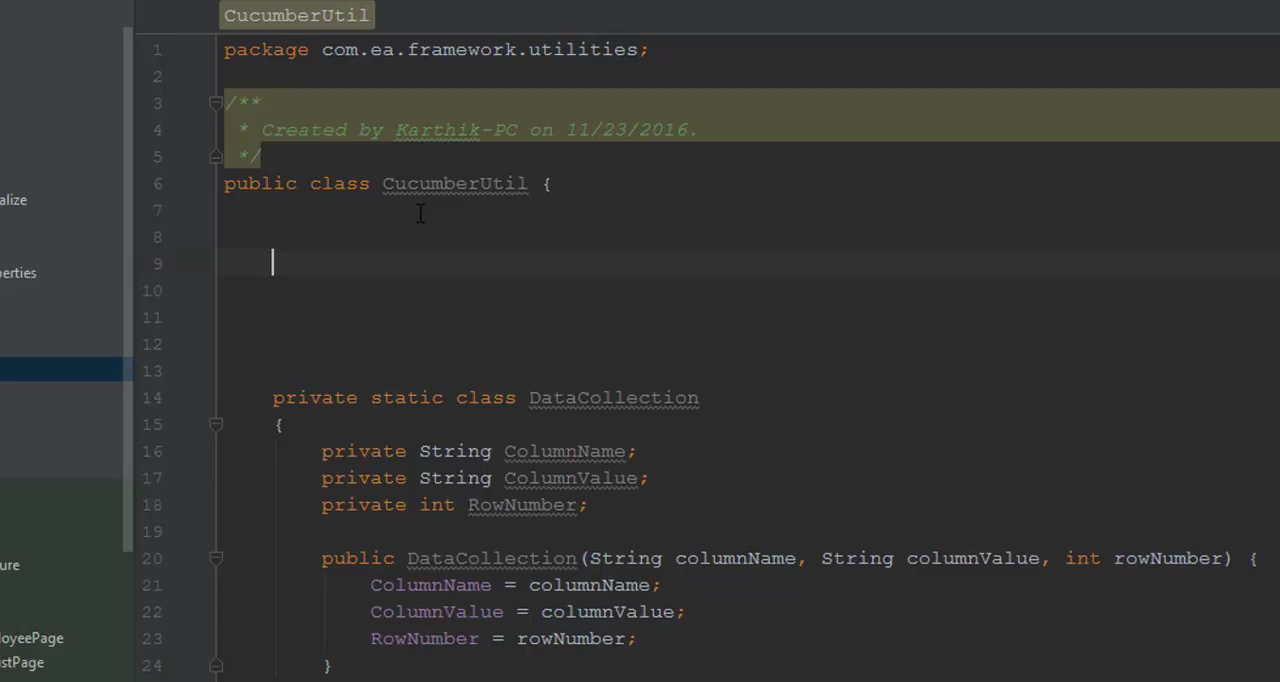 CucumberUtil
1 package com.ea.framework.utilities;
2
3 /**
4 * Created by Karthik-PC on 11/23/2016.
5 */
6 public class CucumberUtil {
7
8
9
10
11
12
13
14 private static class DataCollection
15 {
16 private String ColumnName;
17 private String ColumnValue;
18 private int RowNumber;
19
20 public DataCollection(String columnName, String columnValue, int rowNumber) {
21 ColumnName = columnName;
22 ColumnValue = columnValue;
23 RowNumber = rowNumber;
24 }
alize
perties
ure
loyeePage
istPage